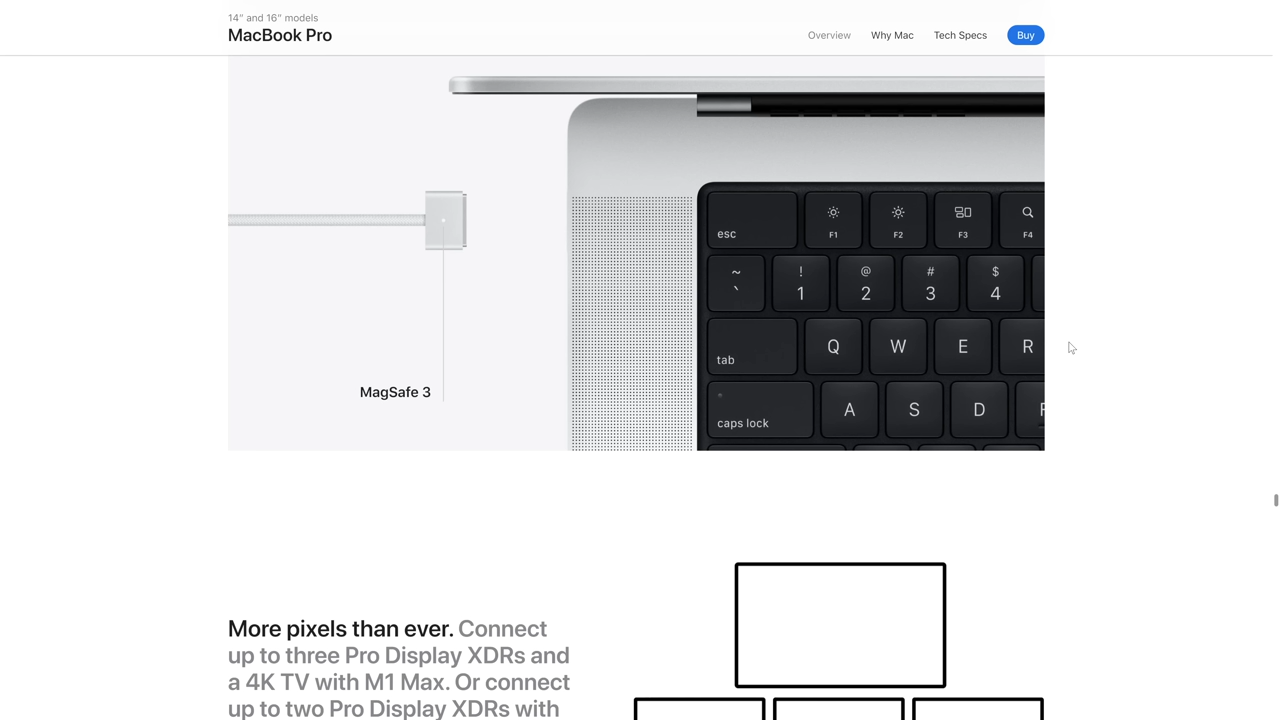 14″ and 16″ models
MacBook Pro
Overview Why Mac Tech Specs Buy
esc F1 F2 F3 F4
~ ! @ # $
` 1 2 3 4
tab Q W E R
MagSafe 3
caps lock A S D F
More pixels than ever. Connect
up to three Pro Display XDRs and
a 4K TV with M1 Max. Or connect
up to two Pro Display XDRs with